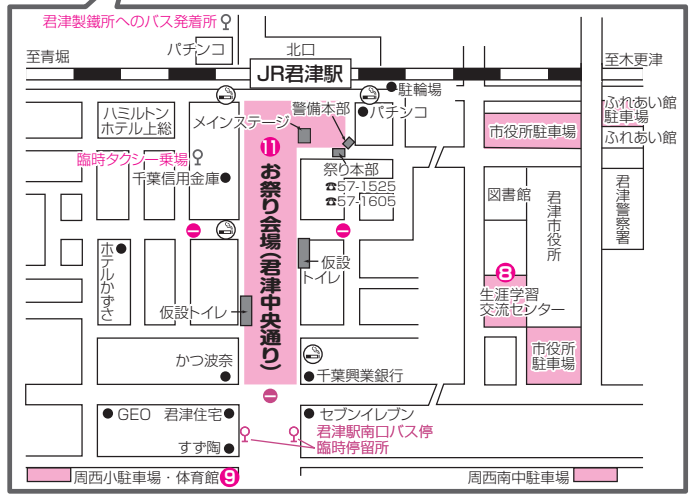 君津製鐵所へのバス発着所
至青堀
パチンコ
北口
至木更津
JR君津駅
駐輪場
ハミルトン
ホテル上総
メインステージ
警備本部
パチンコ
市役所駐車場
ふれあい館
駐車場
ふれあい館
臨時タクシー乗場
千葉信用金庫
11
お祭り会場(君津中央通り)
祭り本部
☎57-1525
☎57-1605
図書館
君津市役所
君津警察署
ホテルかずさ
仮設
トイレ
仮設トイレ
8
生涯学習
交流センター
市役所
駐車場
かつ波奈
千葉興業銀行
GEO
君津住宅
すず陶
セブンイレブン
君津駅南口バス停
臨時停留所
周西小駐車場・体育館9
周西南中駐車場